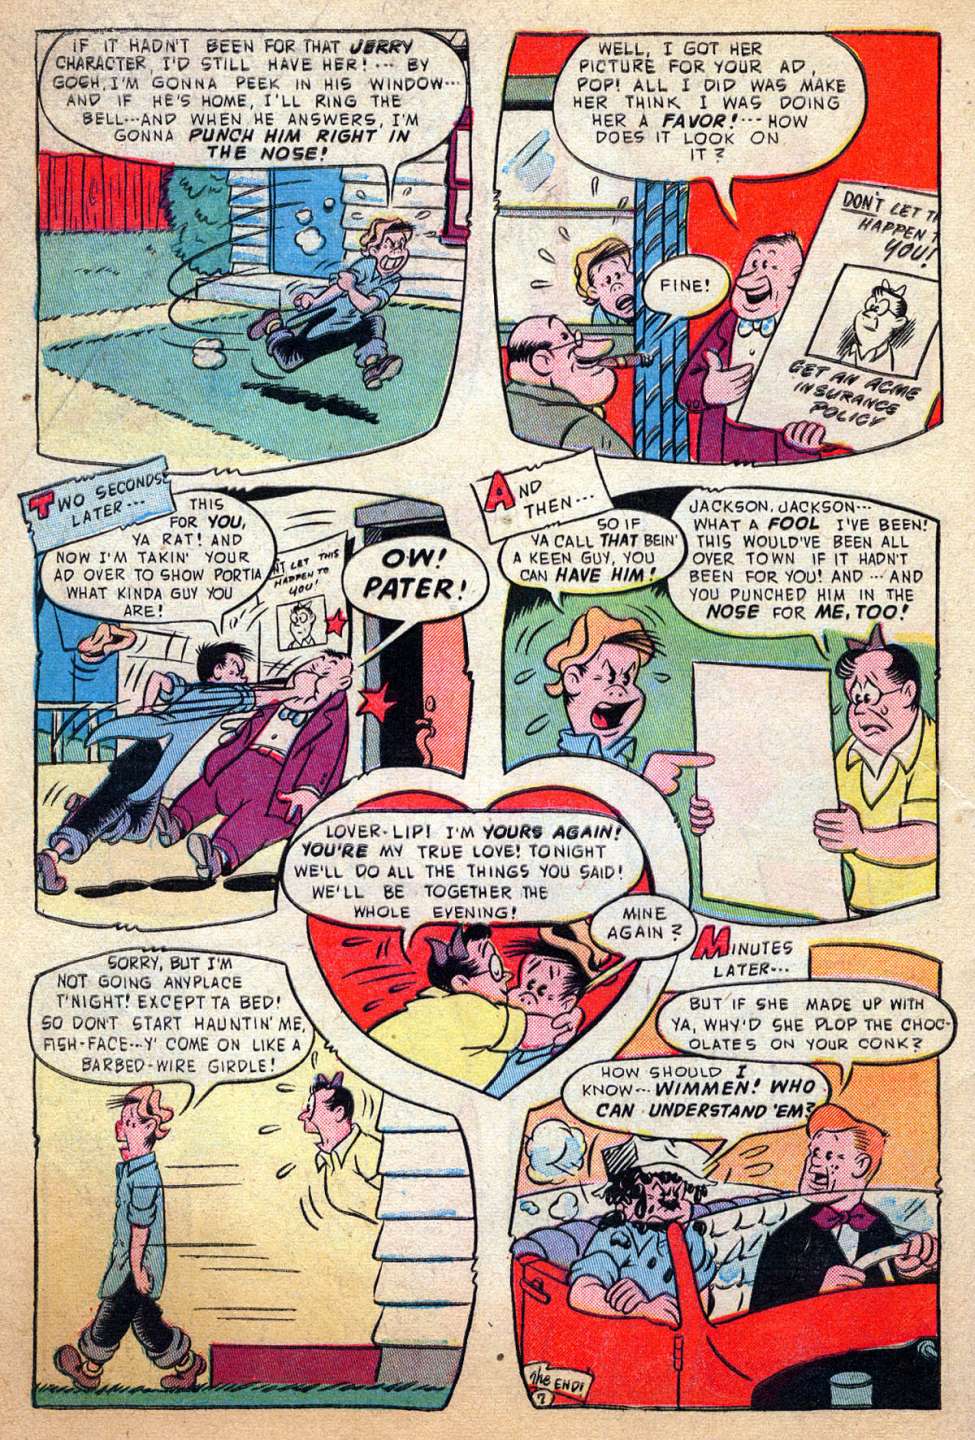 IF IT HADN'T BEEN FOR THAT JERRY
CHARACTER, I'D STILL HAVE HER! --- BY
GOSH, I'M GONNA PEEK IN HIS WINDOW---
AND IF HE'S HOME, I'LL RING THE
BELL---AND WHEN HE ANSWERS, I'M
GONNA PUNCH HIM RIGHT IN
THE NOSE!
WELL, I GOT HER
PICTURE FOR YOUR AD,
POP! ALL I DID WAS MAKE
HER THINK I WAS DOING
HER A FAVOR! --- HOW
DOES IT LOOK ON
IT?
FINE!
DON'T LET TH
HAPPEN T
YOU!
GET AN ACME
INSURANCE
POLICY
TWO SECONDS
LATER---
THIS
FOR YOU,
YA RAT! AND
NOW I'M TAKIN' YOUR
AD OVER TO SHOW PORTIA
WHAT KINDA GUY YOU
ARE!
N'T LET THIS
HAPPEN TO
YOU!
OW!
PATER!
AND
THEN---
SO IF
YA CALL THAT BEIN'
A KEEN GUY, YOU
CAN HAVE HIM!
JACKSON, JACKSON---
WHAT A FOOL I'VE BEEN!
THIS WOULD'VE BEEN ALL
OVER TOWN IF IT HADN'T
BEEN FOR YOU! AND --- AND
YOU PUNCHED HIM IN THE
NOSE FOR ME, TOO!
LOVER-LIP! I'M YOURS AGAIN!
YOU'RE MY TRUE LOVE! TONIGHT
WE'LL DO ALL THE THINGS YOU SAID!
WE'LL BE TOGETHER THE
WHOLE EVENING!
MINE
AGAIN?
SORRY, BUT I'M
NOT GOING ANYPLACE
T'NIGHT! EXCEPT TA BED!
SO DON'T START HAUNTIN' ME,
FISH-FACE---Y' COME ON LIKE A
BARBED-WIRE GIRDLE!
MINUTES
LATER---
BUT IF SHE MADE UP WITH
YA, WHY'D SHE PLOP THE CHOC-
OLATES ON YOUR CONK?
HOW SHOULD I
KNOW--- WIMMEN! WHO
CAN UNDERSTAND 'EM?
The END!
7